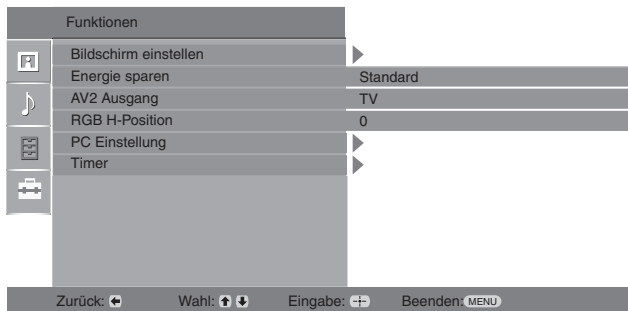 Funktionen
Bildschirm einstellen
Energie sparen Standard
AV2 Ausgang TV
RGB H-Position 0
PC Einstellung
Timer
Zurück: Wahl: Eingabe: Beenden: MENU